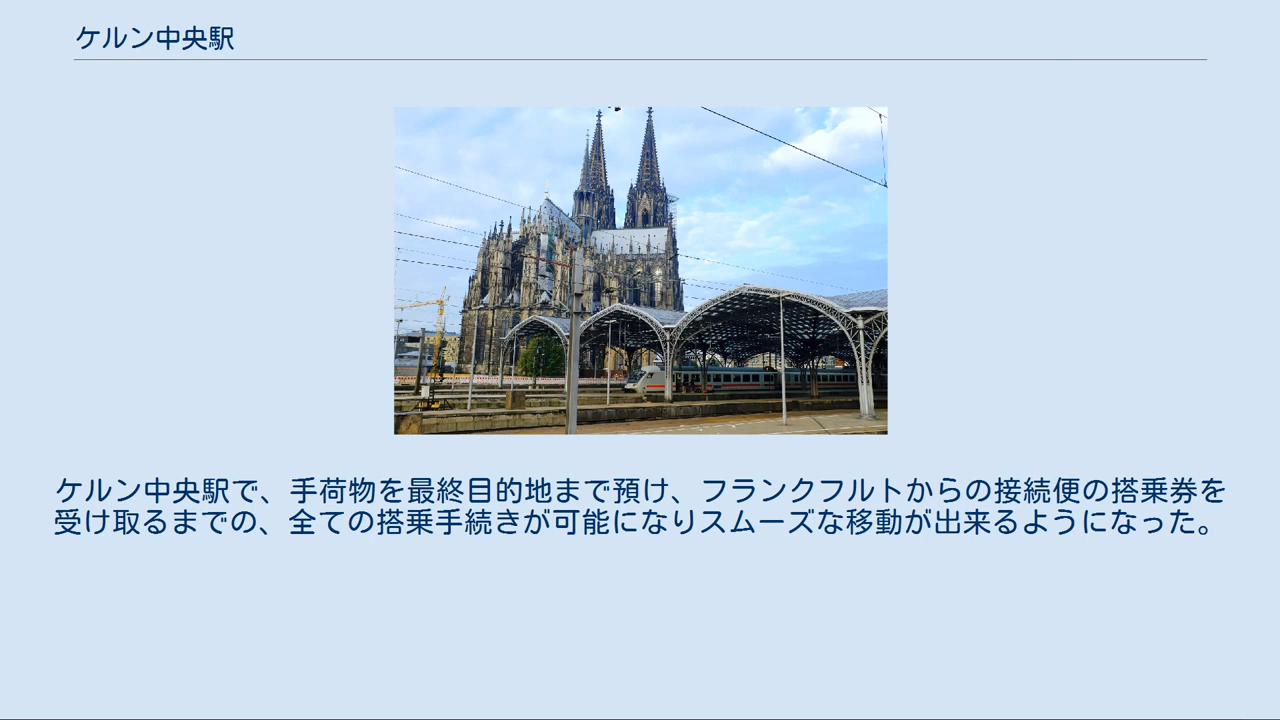 ケルン中央駅
ケルン中央駅で、手荷物を最終目的地まで預け、フランクフルトからの接続便の搭乗券を
受け取るまでの、全ての搭乗手続きが可能になりスムーズな移動が出来るようになった。